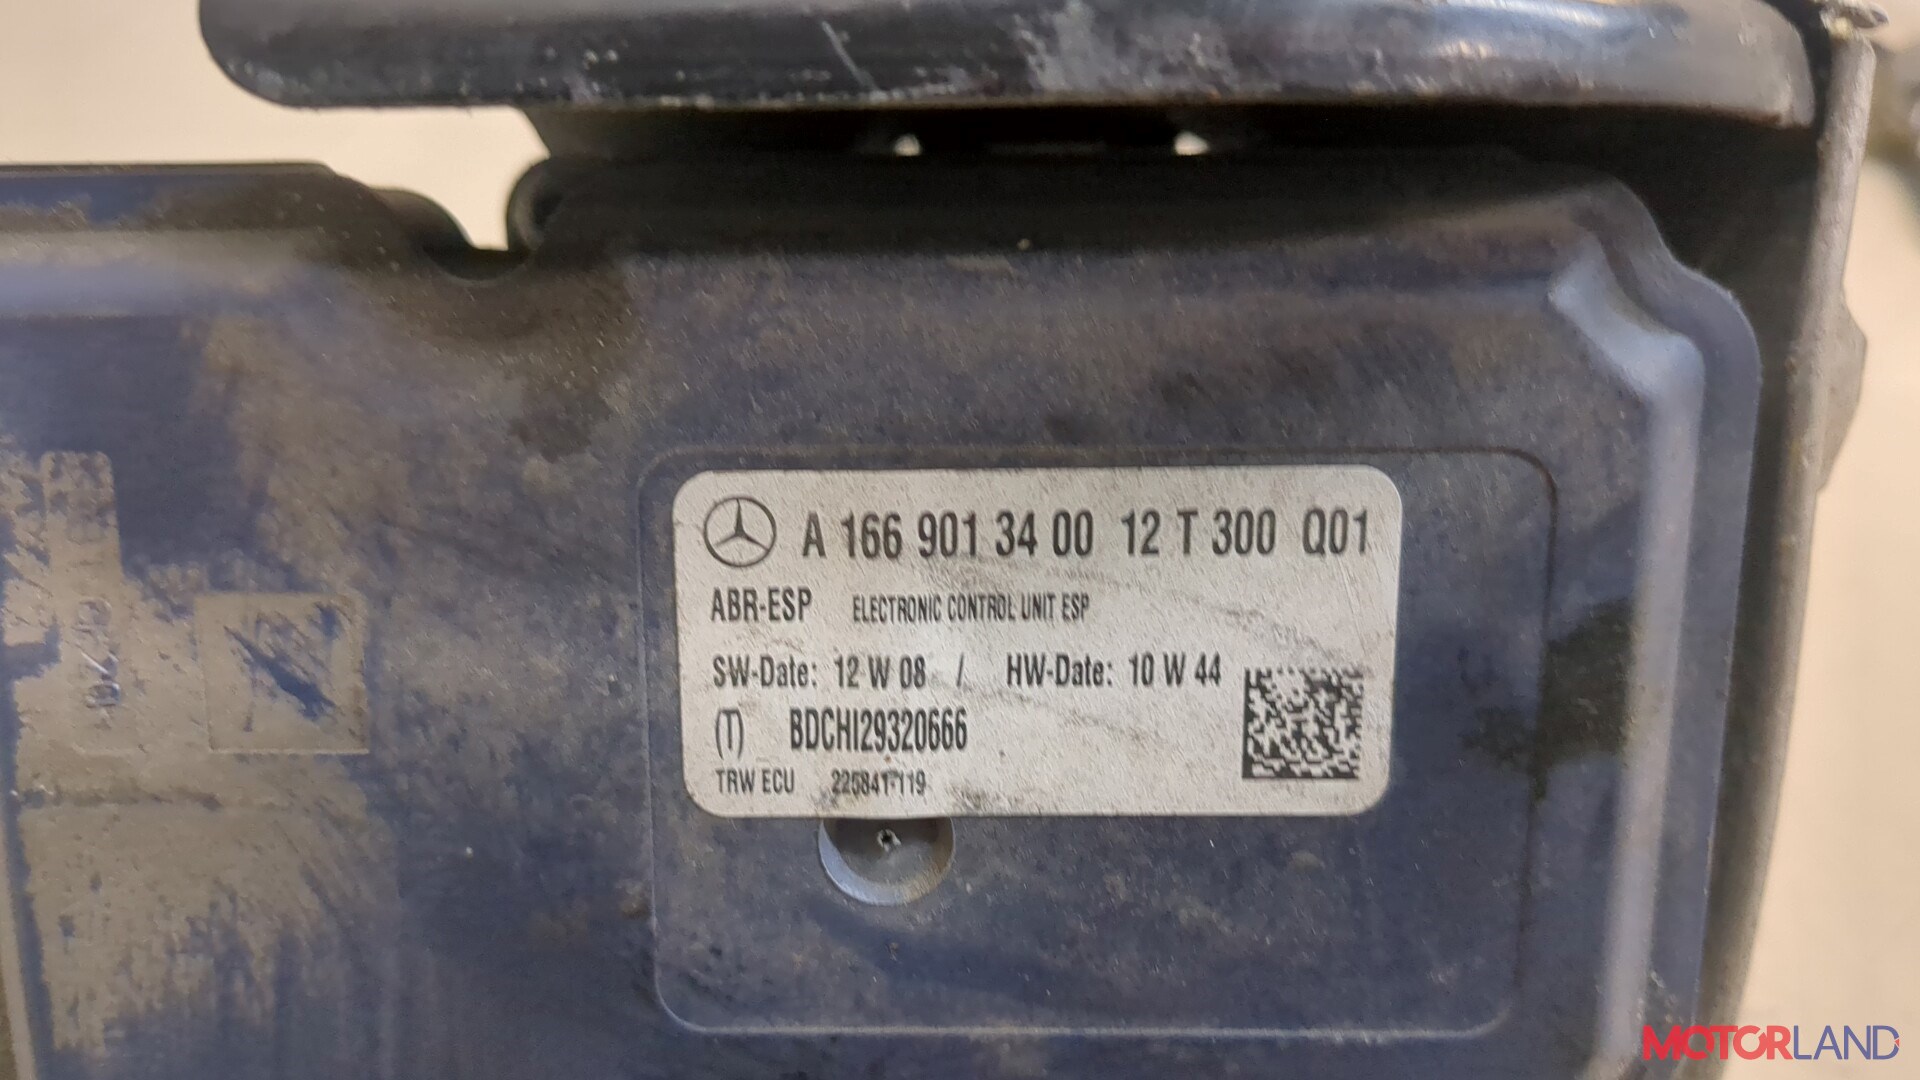 A 166 901 34 00 12 T 300 Q01
ABR-ESP ELECTRONIC CONTROL UNIT ESP
SW-Date: 12 W 08 / HW-Date: 10 W 44
(T) BDCHI29320666
TRW ECU 225841-119
MOTORLAND